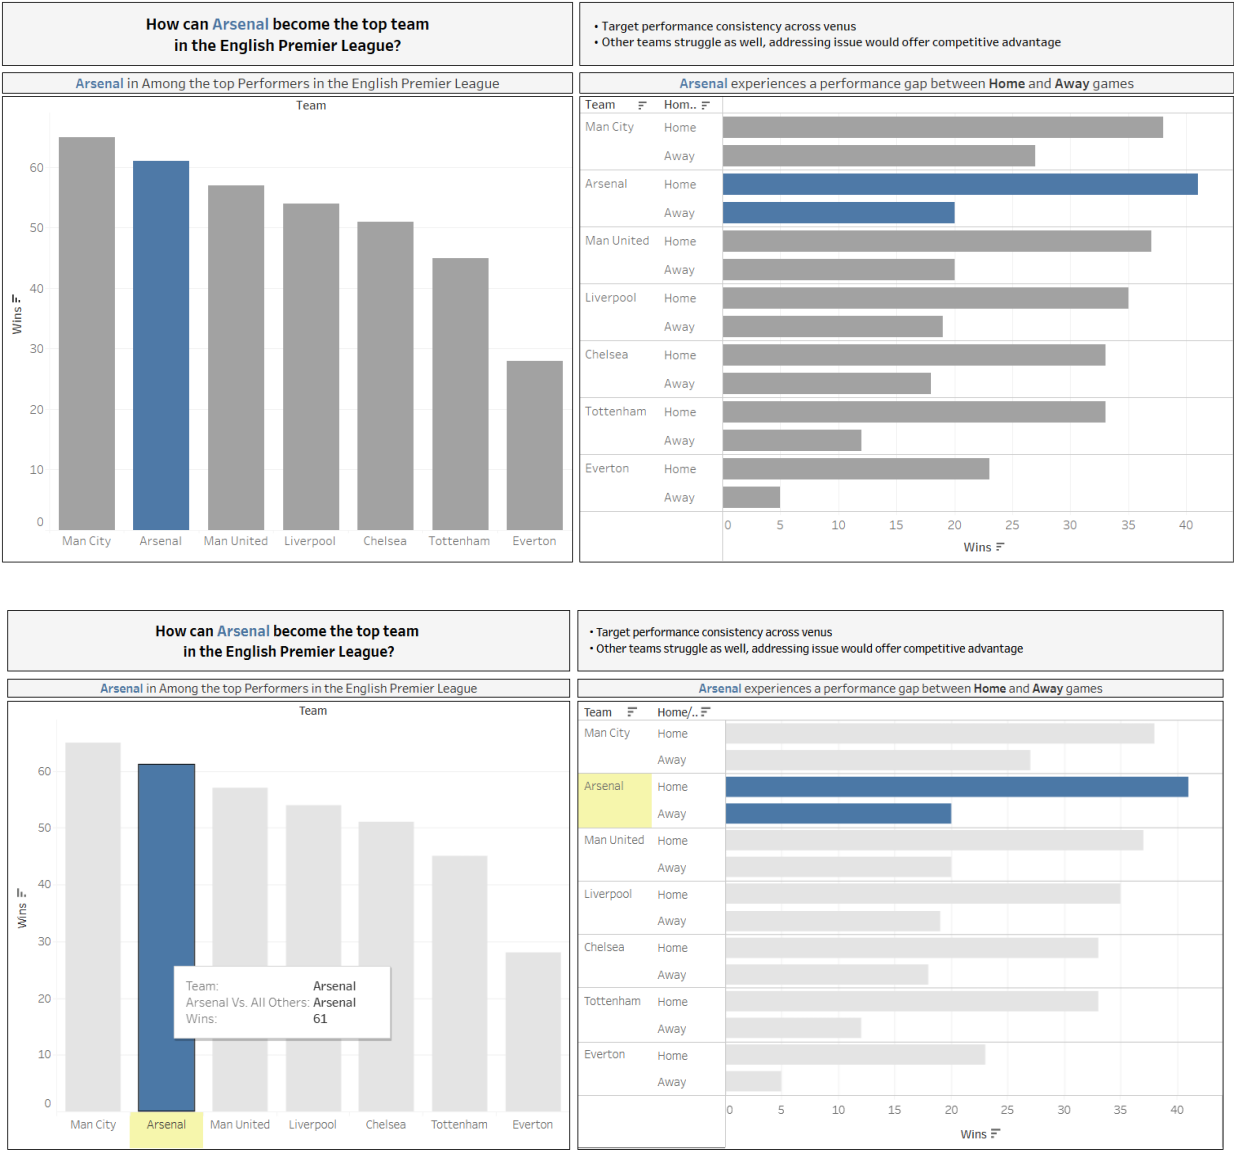 How can Arsenal become the top team
in the English Premier League?
• Target performance consistency across venus
• Other teams struggle as well, addressing issue would offer competitive advantage
Arsenal in Among the top Performers in the English Premier League
Arsenal experiences a performance gap between Home and Away games
Team
Wins
60
50
40
30
20
10
0
Man City Arsenal Man United Liverpool Chelsea Tottenham Everton
Team Hom..
Man City Home
Away
Arsenal Home
Away
Man United Home
Away
Liverpool Home
Away
Chelsea Home
Away
Tottenham Home
Away
Everton Home
Away
0 5 10 15 20 25 30 35 40
Wins
How can Arsenal become the top team
in the English Premier League?
• Target performance consistency across venus
• Other teams struggle as well, addressing issue would offer competitive advantage
Arsenal in Among the top Performers in the English Premier League
Arsenal experiences a performance gap between Home and Away games
Team
Wins
60
50
40
30
20
10
0
Team: Arsenal
Arsenal Vs. All Others: Arsenal
Wins: 61
Man City Arsenal Man United Liverpool Chelsea Tottenham Everton
Team Home/..
Man City Home
Away
Arsenal Home
Away
Man United Home
Away
Liverpool Home
Away
Chelsea Home
Away
Tottenham Home
Away
Everton Home
Away
0 5 10 15 20 25 30 35 40
Wins